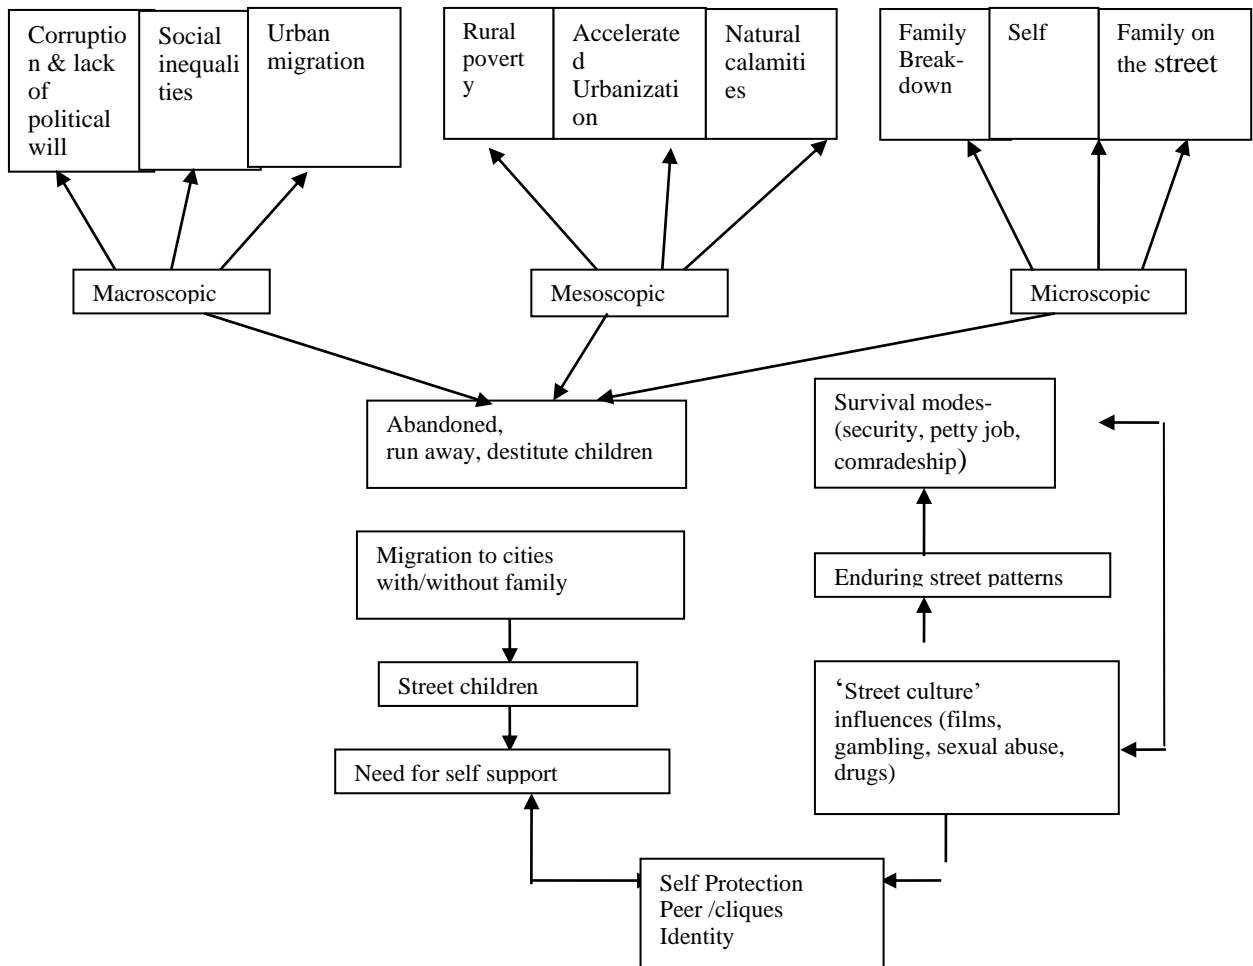 Corruptio
n & lack
of
political
will
Social
inequali
ties
Urban
migration
Rural
povert
y
Accelerate
d
Urbanizati
on
Natural
calamiti
es
Family
Break-
down
Self
Family on
the street
Macroscopic
Mesoscopic
Microscopic
Abandoned,
run away, destitute children
Survival modes-
(security, petty job,
comradeship)
Migration to cities
with/without family
Enduring street patterns
Street children
‘Street culture’
influences (films,
gambling, sexual abuse,
drugs)
Need for self support
Self Protection
Peer /cliques
Identity